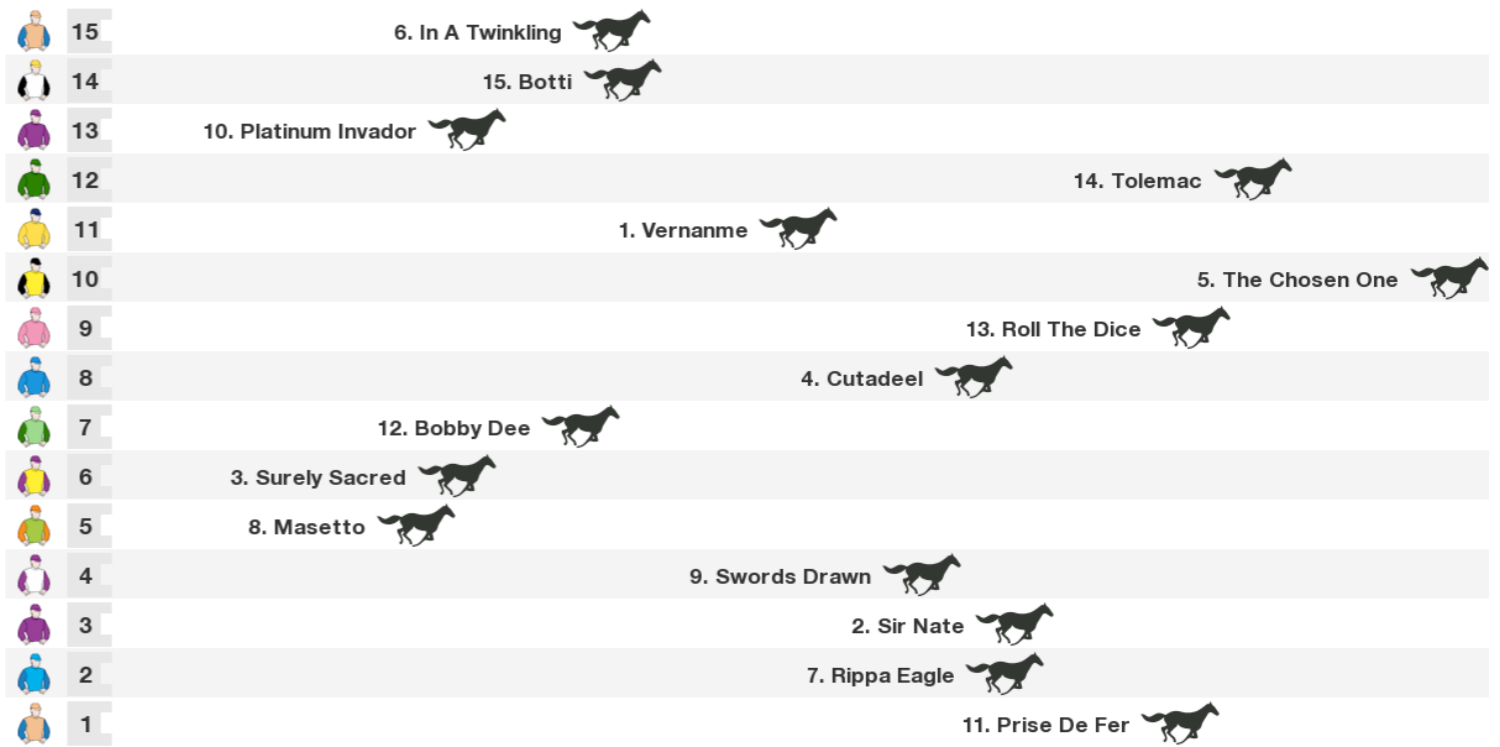 15 6. In A Twinkling
14 15. Botti
13 10. Platinum Invador
12 14. Tolemac
11 1. Vernanme
10 5. The Chosen One
9 13. Roll The Dice
8 4. Cutadeel
7 12. Bobby Dee
6 3. Surely Sacred
5 8. Masetto
4 9. Swords Drawn
3 2. Sir Nate
2 7. Rippa Eagle
1 11. Prise De Fer